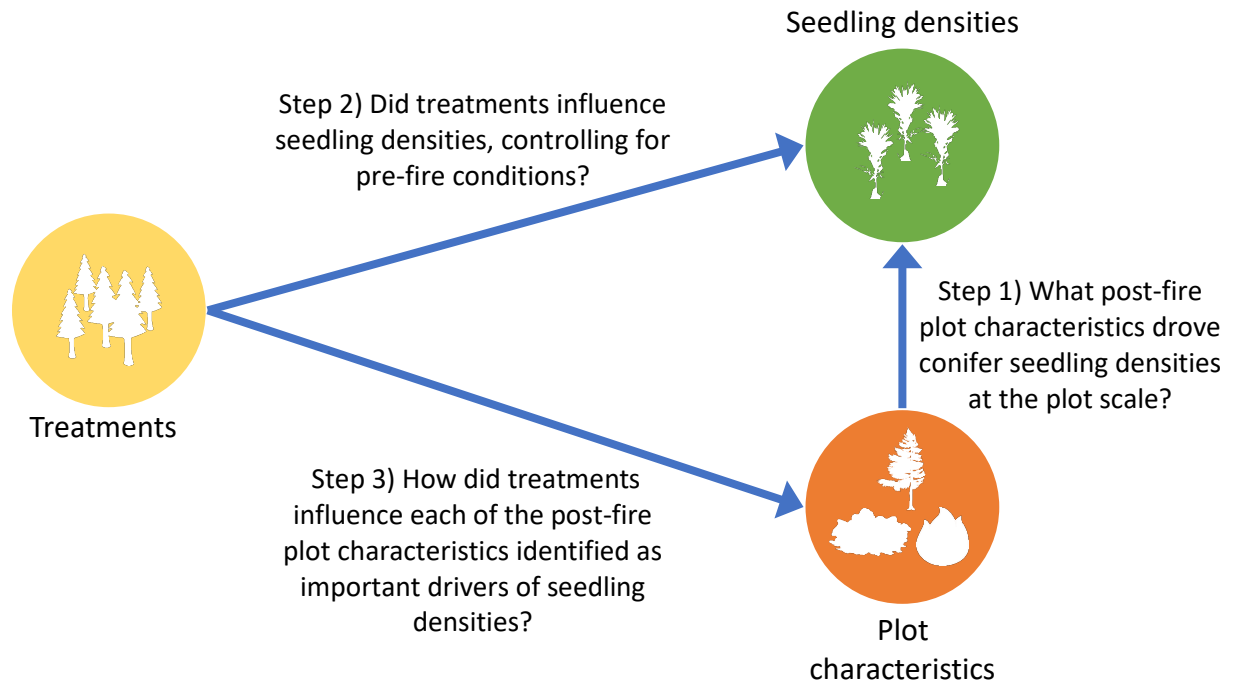 Seedling densities
Step 2) Did treatments influence
seedling densities, controlling for
pre-fire conditions?
Treatments
Step 1) What post-fire
plot characteristics drove
conifer seedling densities
at the plot scale?
Step 3) How did treatments
influence each of the post-fire
plot characteristics identified as
important drivers of seedling
densities?
Plot
characteristics